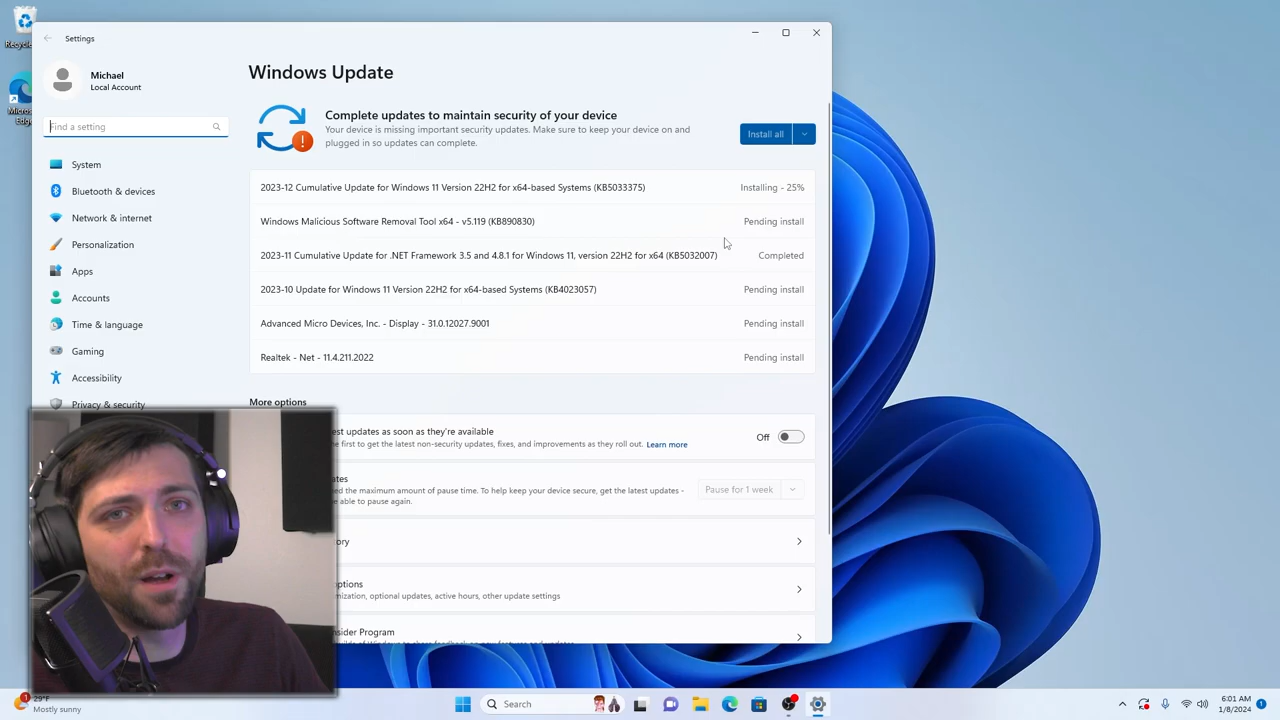 Recycle
Micros
Edge
Settings
Michael
Local Account
Find a setting
System
Bluetooth & devices
Network & internet
Personalization
Apps
Accounts
Time & language
Gaming
Accessibility
Privacy & security
Windows Update
Complete updates to maintain security of your device
Your device is missing important security updates. Make sure to keep your device on and
plugged in so updates can complete.
Install all
2023-12 Cumulative Update for Windows 11 Version 22H2 for x64-based Systems (KB5033375)
Installing - 25%
Windows Malicious Software Removal Tool x64 - v5.119 (KB890830)
Pending install
2023-11 Cumulative Update for .NET Framework 3.5 and 4.8.1 for Windows 11, version 22H2 for x64 (KB5032007)
Completed
2023-10 Update for Windows 11 Version 22H2 for x64-based Systems (KB4023057)
Pending install
Advanced Micro Devices, Inc. - Display - 31.0.12027.9001
Pending install
Realtek - Net - 11.4.211.2022
Pending install
More options
est updates as soon as they're available
he first to get the latest non-security updates, fixes, and improvements as they roll out. Learn more
Off
ates
ed the maximum amount of pause time. To help keep your device secure, get the latest updates -
able to pause again.
Pause for 1 week
ory
ptions
mization, optional updates, active hours, other update settings
sider Program
1
29°F
Mostly sunny
Search
6:01 AM
1/8/2024
1